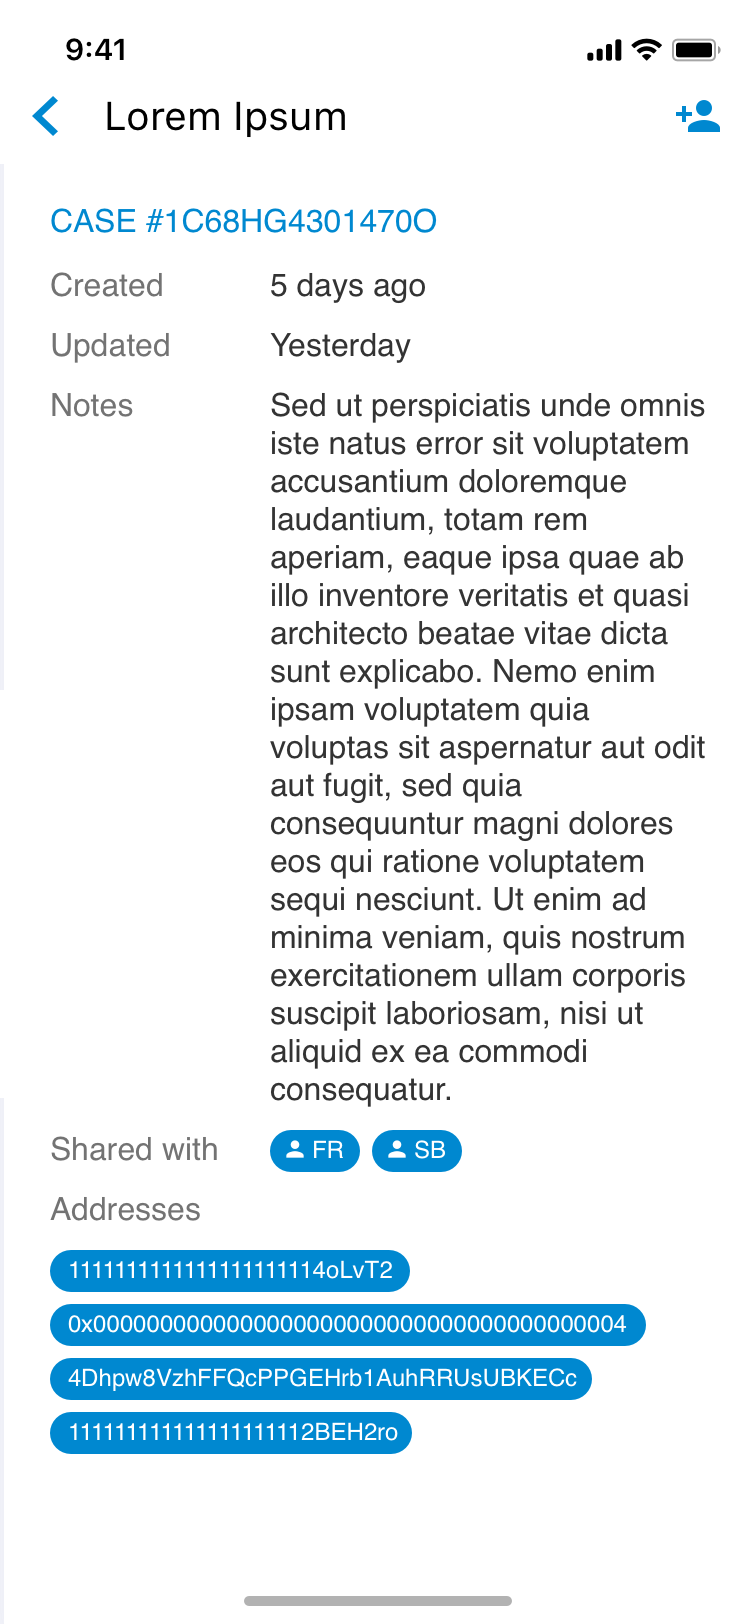 9:41
Lorem Ipsum
CASE #1C68HG4301470O
Created 5 days ago
Updated Yesterday
Notes Sed ut perspiciatis unde omnis
iste natus error sit voluptatem
accusantium doloremque
laudantium, totam rem
aperiam, eaque ipsa quae ab
illo inventore veritatis et quasi
architecto beatae vitae dicta
sunt explicabo. Nemo enim
ipsam voluptatem quia
voluptas sit aspernatur aut odit
aut fugit, sed quia
consequuntur magni dolores
eos qui ratione voluptatem
sequi nesciunt. Ut enim ad
minima veniam, quis nostrum
exercitationem ullam corporis
suscipit laboriosam, nisi ut
aliquid ex ea commodi
consequatur.
Shared with FR SB
Addresses
1111111111111111111114oLvT2
0x0000000000000000000000000000000000000004
4Dhpw8VzhFFQcPPGEHrb1AuhRRUsUBKECc
111111111111111111112BEH2ro